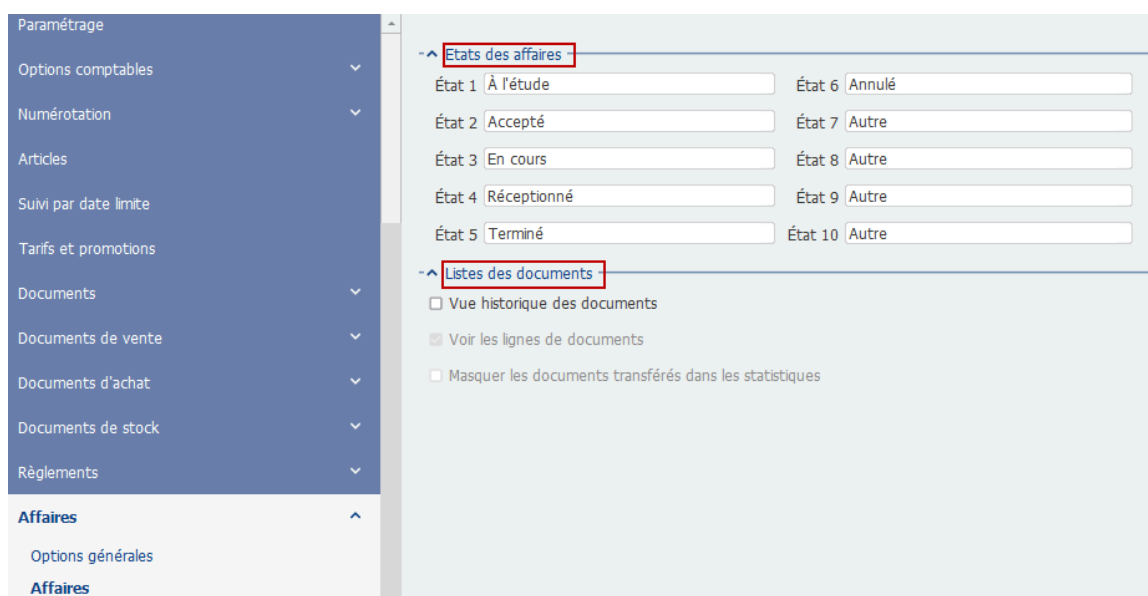 Paramétrage
Options comptables
Numérotation
Articles
Suivi par date limite
Tarifs et promotions
Documents
Documents de vente
Documents d'achat
Documents de stock
Règlements
Affaires
Options générales
Affaires
Etats des affaires
État 1 À l'étude État 6 Annulé
État 2 Accepté État 7 Autre
État 3 En cours État 8 Autre
État 4 Réceptionné État 9 Autre
État 5 Terminé État 10 Autre
Listes des documents
Vue historique des documents
Voir les lignes de documents
Masquer les documents transférés dans les statistiques